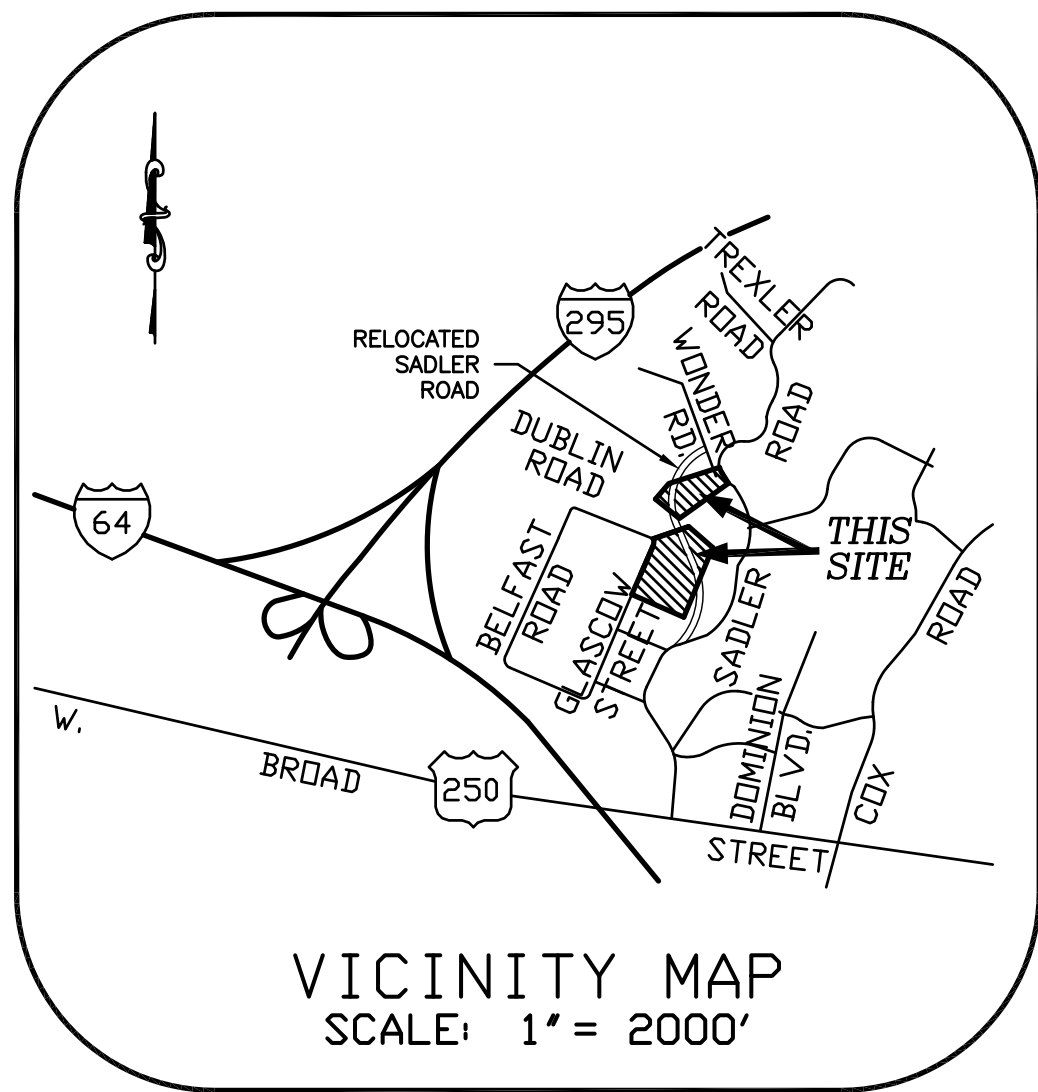 TREXLER
ROAD
295
RELOCATED
SADLER
ROAD
WONDER
RD.
ROAD
DUBLIN
ROAD
64
THIS
SITE
BELFAST
ROAD
GLASCOW
STREET
SADLER
ROAD
W.
BROAD
250
DOMINION
BLVD.
COX
STREET
VICINITY MAP
SCALE: 1" = 2000'